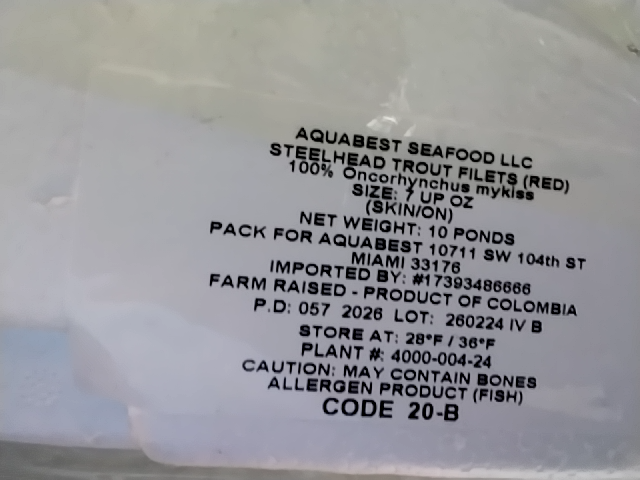 AQUABEST SEAFOOD LLC
STEELHEAD TROUT FILETS (RED)
100% Oncorhynchus mykiss
SIZE: 7 UP OZ
(SKIN/ON)
NET WEIGHT: 10 PONDS
PACK FOR AQUABEST 10711 SW 104th ST
MIAMI 33176
IMPORTED BY: #17393486666
FARM RAISED - PRODUCT OF COLOMBIA
P.D: 057 2026 LOT: 260224 IV B
STORE AT: 28°F / 36°F
PLANT #: 4000-004-24
CAUTION: MAY CONTAIN BONES
ALLERGEN PRODUCT (FISH)
CODE 20-B